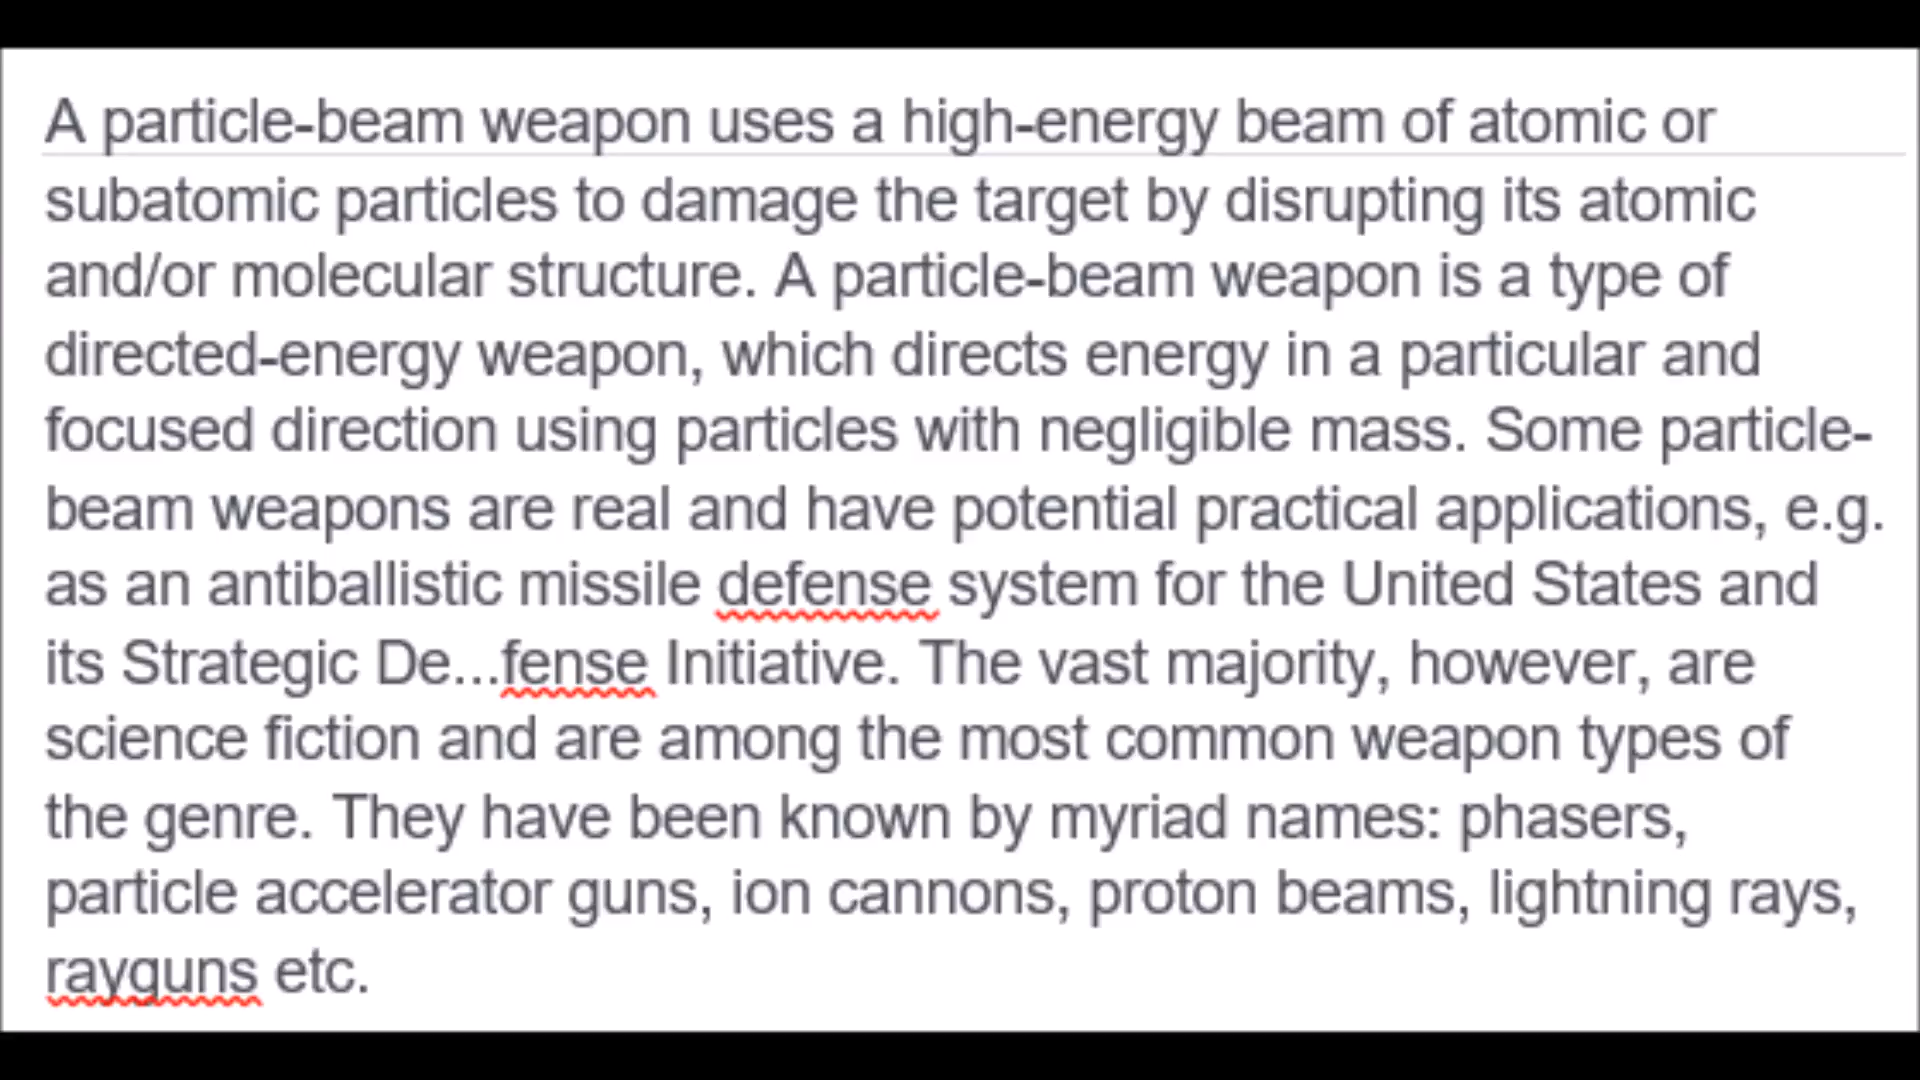 A particle-beam weapon uses a high-energy beam of atomic or
subatomic particles to damage the target by disrupting its atomic
and/or molecular structure. A particle-beam weapon is a type of
directed-energy weapon, which directs energy in a particular and
focused direction using particles with negligible mass. Some particle-
beam weapons are real and have potential practical applications, e.g.
as an antiballistic missile defense system for the United States and
its Strategic De...fense Initiative. The vast majority, however, are
science fiction and are among the most common weapon types of
the genre. They have been known by myriad names: phasers,
particle accelerator guns, ion cannons, proton beams, lightning rays,
rayguns etc.